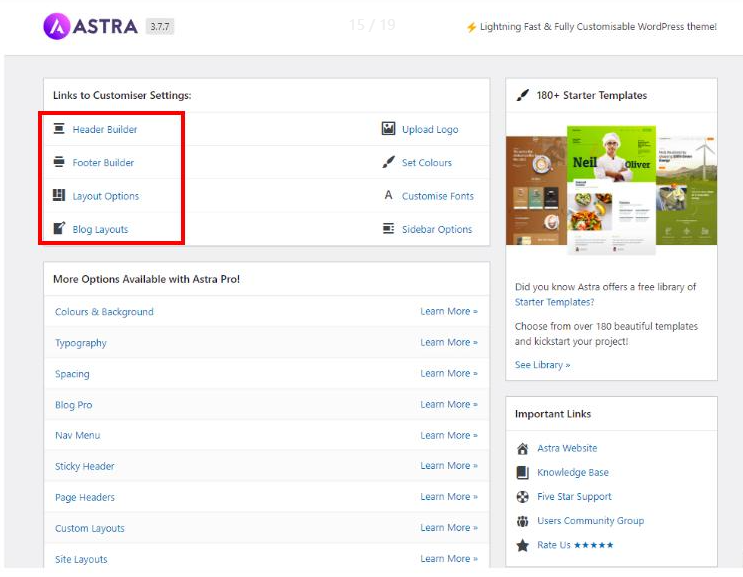 ASTRA 3.7.7
15 / 19
⚡ Lightning Fast & Fully Customisable WordPress theme!
Links to Customiser Settings:
Header Builder
Upload Logo
Footer Builder
Set Colours
Layout Options
Customise Fonts
Blog Layouts
Sidebar Options
More Options Available with Astra Pro!
Colours & Background Learn More »
Typography Learn More »
Spacing Learn More »
Blog Pro Learn More »
Nav Menu Learn More »
Sticky Header Learn More »
Page Headers Learn More »
Custom Layouts Learn More »
Site Layouts Learn More »
180+ Starter Templates
Neil Oliver
Did you know Astra offers a free library of
Starter Templates?
Choose from over 180 beautiful templates
and kickstart your project!
See Library »
Important Links
Astra Website
Knowledge Base
Five Star Support
Users Community Group
Rate Us ★★★★★